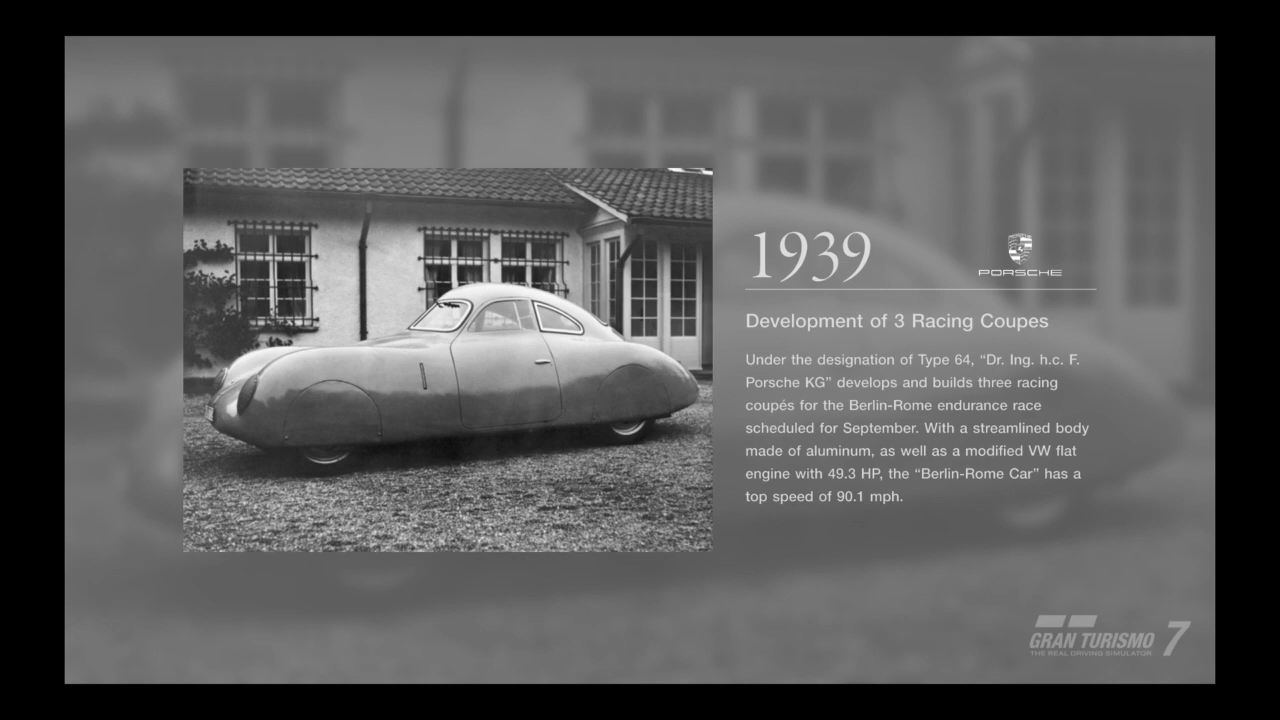 1939
PORSCHE
Development of 3 Racing Coupes
Under the designation of Type 64, “Dr. Ing. h.c. F.
Porsche KG” develops and builds three racing
coupés for the Berlin-Rome endurance race
scheduled for September. With a streamlined body
made of aluminum, as well as a modified VW flat
engine with 49.3 HP, the “Berlin-Rome Car” has a
top speed of 90.1 mph.
GRAN TURISMO 7
THE REAL DRIVING SIMULATOR